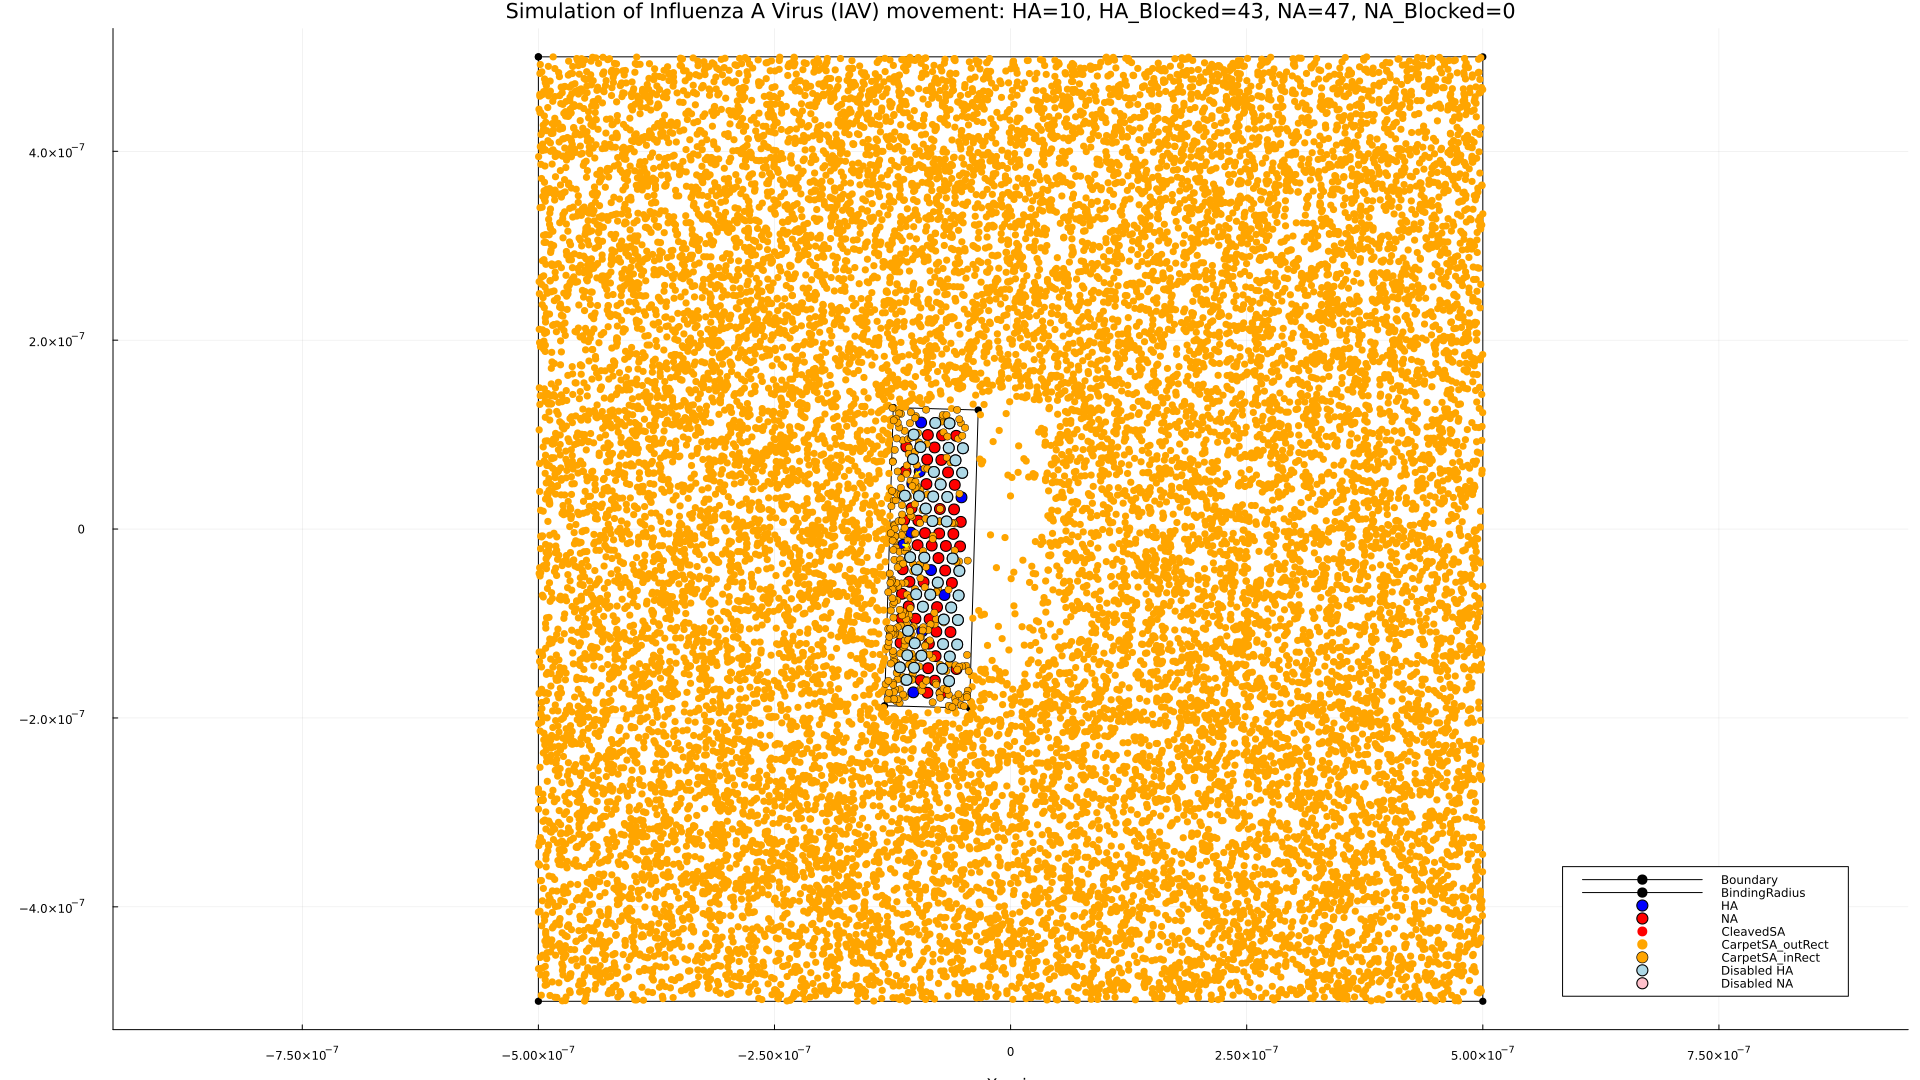 Simulation of Influenza A Virus (IAV) movement: HA=10, HA_Blocked=43, NA=47, NA_Blocked=0
4.0×10⁻⁷
2.0×10⁻⁷
0
−2.0×10⁻⁷
−4.0×10⁻⁷
−7.50×10⁻⁷ −5.00×10⁻⁷ −2.50×10⁻⁷ 0 2.50×10⁻⁷ 5.00×10⁻⁷ 7.50×10⁻⁷
Boundary
BindingRadius
HA
NA
CleavedSA
CarpetSA_outRect
CarpetSA_inRect
Disabled HA
Disabled NA